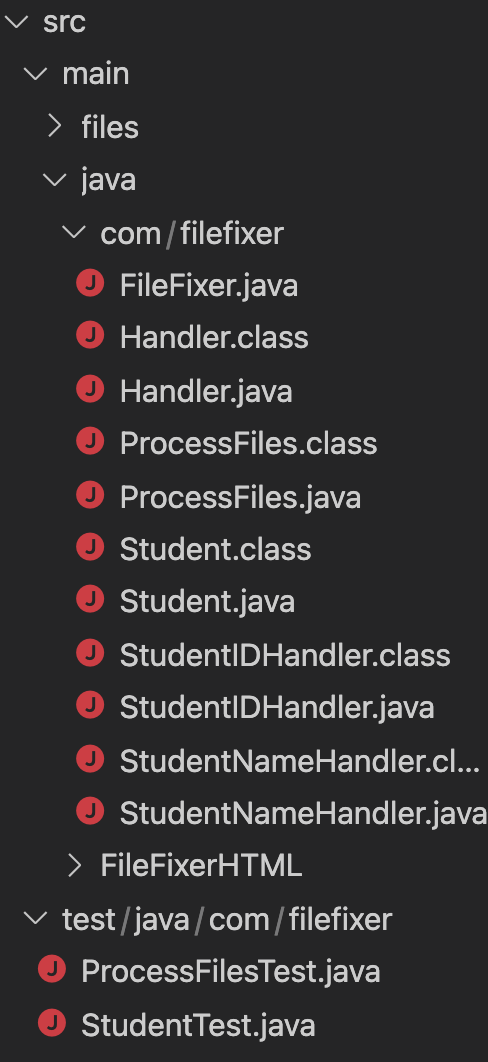 src
main
files
java
com/filefixer
J FileFixer.java
J Handler.class
J Handler.java
J ProcessFiles.class
J ProcessFiles.java
J Student.class
J Student.java
J StudentIDHandler.class
J StudentIDHandler.java
J StudentNameHandler.cl...
J StudentNameHandler.java
FileFixerHTML
test/java/com/filefixer
J ProcessFilesTest.java
J StudentTest.java